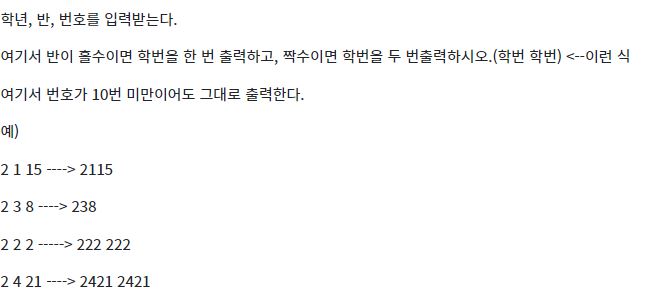 학년, 반, 번호를 입력받는다.
여기서 반이 홀수이면 학번을 한 번 출력하고, 짝수이면 학번을 두 번출력하시오.(학번 학번) <--이런 식
여기서 번호가 10번 미만이어도 그대로 출력한다.
예)
2 1 15 ----> 2115
2 3 8 ----> 238
2 2 2 -----> 222 222
2 4 21 ----> 2421 2421